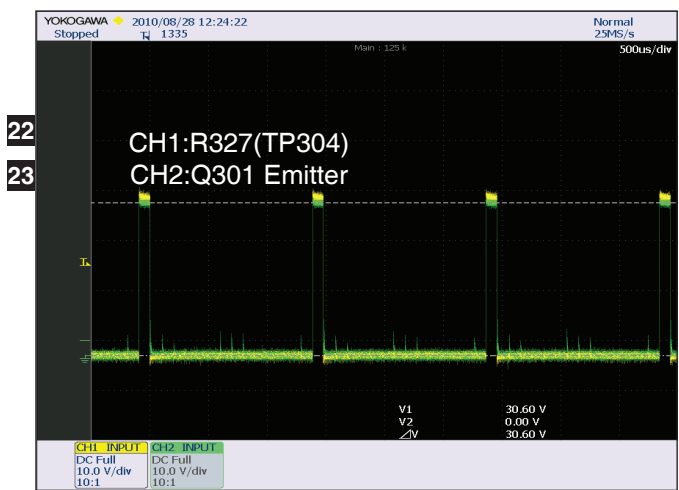 YOKOGAWA 2010/08/28 12:24:22 Normal
Stopped 1335 25MS/s
Main : 125 k 500us/div
22 CH1:R327(TP304)
23 CH2:Q301 Emitter
V1 30.60 V
V2 0.00 V
⊿V 30.60 V
CH1 INPUT CH2 INPUT
DC Full DC Full
10.0 V/div 10.0 V/div
10:1 10:1